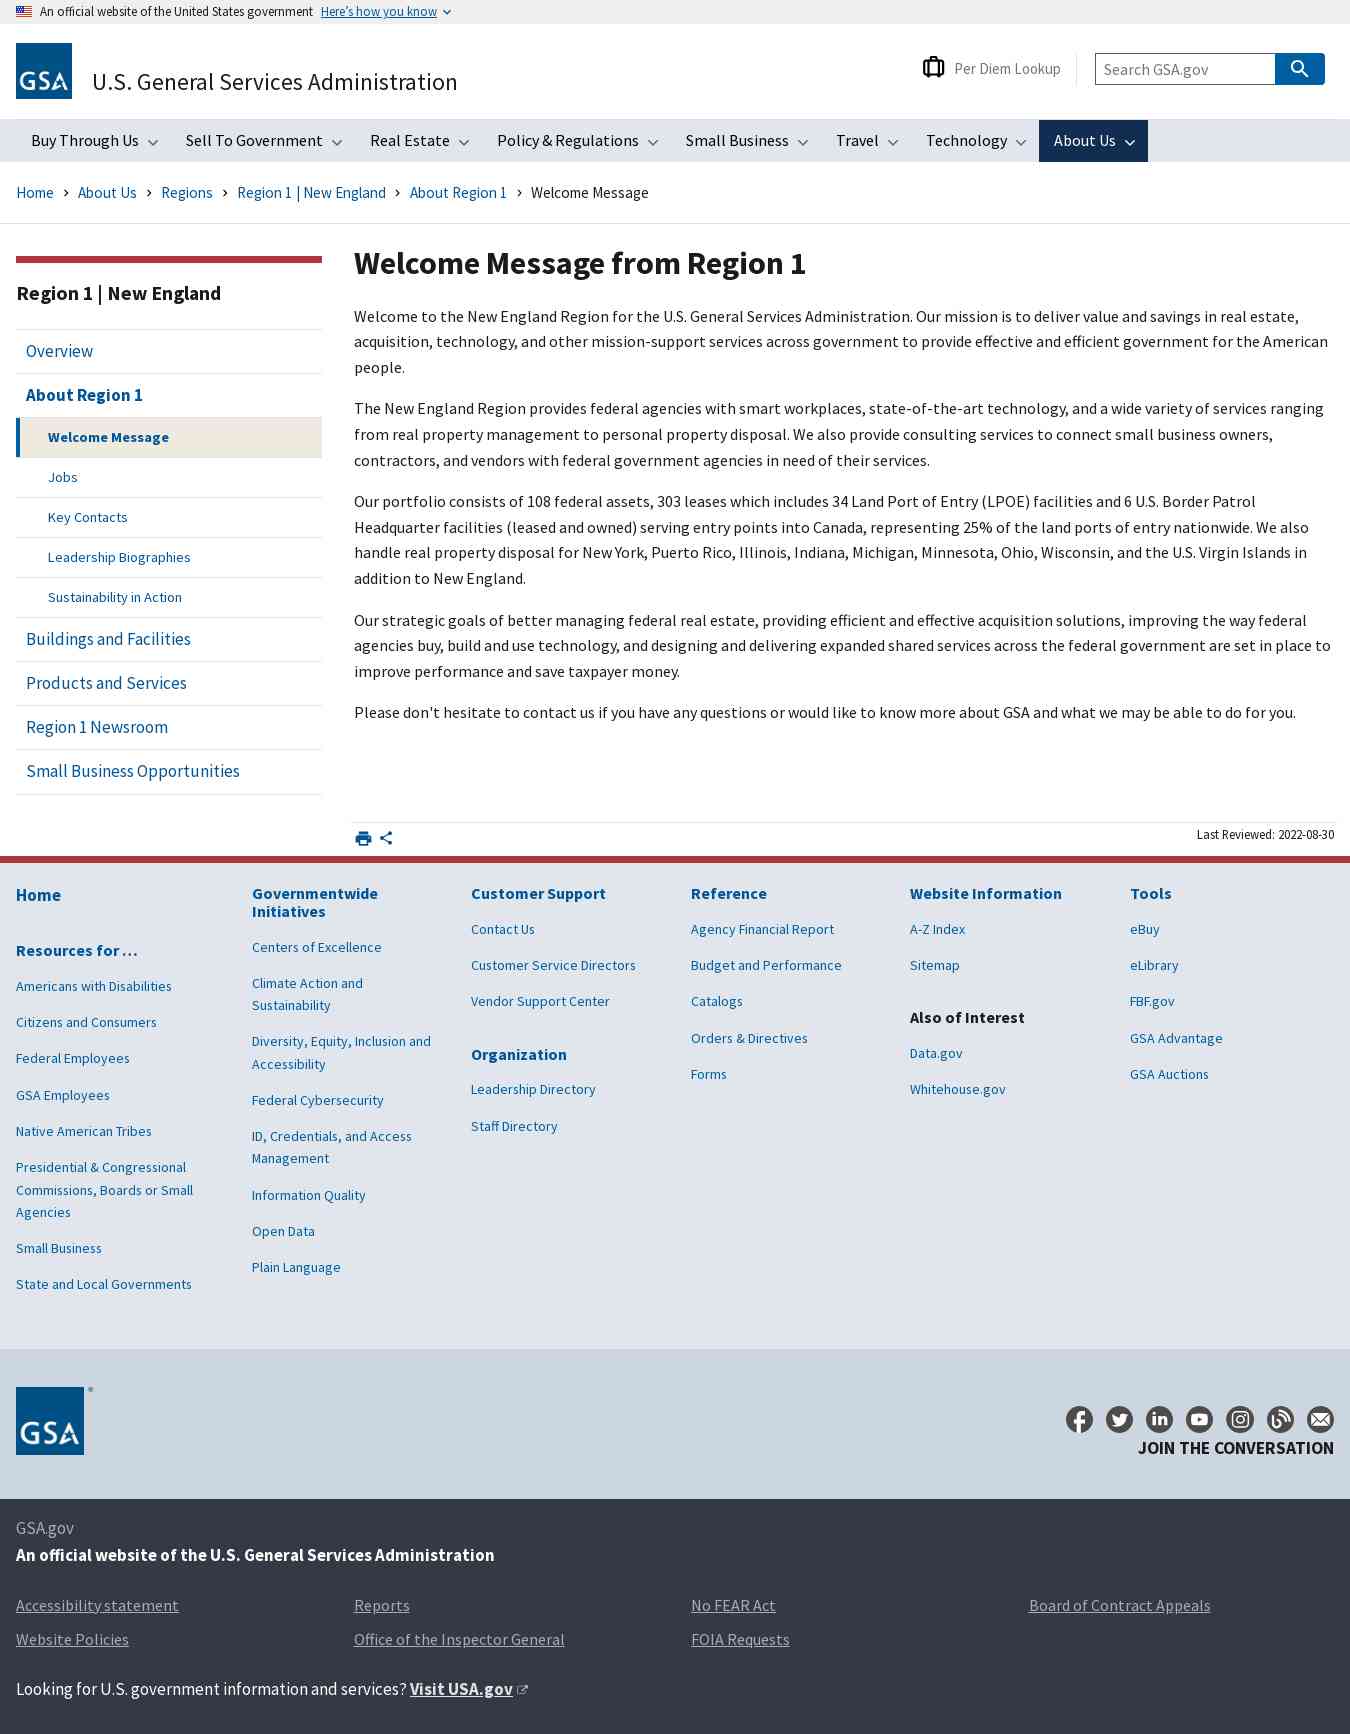 An official website of the United States government Here's how you know
GSA
U.S. General Services Administration
Per Diem Lookup
Search GSA.gov
Buy Through Us Sell To Government Real Estate Policy & Regulations Small Business Travel Technology About Us
Home › About Us › Regions › Region 1 | New England › About Region 1 › Welcome Message
Region 1 | New England
Overview
About Region 1
Welcome Message
Jobs
Key Contacts
Leadership Biographies
Sustainability in Action
Buildings and Facilities
Products and Services
Region 1 Newsroom
Small Business Opportunities
Welcome Message from Region 1
Welcome to the New England Region for the U.S. General Services Administration. Our mission is to deliver value and savings in real estate,
acquisition, technology, and other mission-support services across government to provide effective and efficient government for the American
people.
The New England Region provides federal agencies with smart workplaces, state-of-the-art technology, and a wide variety of services ranging
from real property management to personal property disposal. We also provide consulting services to connect small business owners,
contractors, and vendors with federal government agencies in need of their services.
Our portfolio consists of 108 federal assets, 303 leases which includes 34 Land Port of Entry (LPOE) facilities and 6 U.S. Border Patrol
Headquarter facilities (leased and owned) serving entry points into Canada, representing 25% of the land ports of entry nationwide. We also
handle real property disposal for New York, Puerto Rico, Illinois, Indiana, Michigan, Minnesota, Ohio, Wisconsin, and the U.S. Virgin Islands in
addition to New England.
Our strategic goals of better managing federal real estate, providing efficient and effective acquisition solutions, improving the way federal
agencies buy, build and use technology, and designing and delivering expanded shared services across the federal government are set in place to
improve performance and save taxpayer money.
Please don't hesitate to contact us if you have any questions or would like to know more about GSA and what we may be able to do for you.
Last Reviewed: 2022-08-30
Home
Resources for …
Americans with Disabilities
Citizens and Consumers
Federal Employees
GSA Employees
Native American Tribes
Presidential & Congressional
Commissions, Boards or Small
Agencies
Small Business
State and Local Governments
Governmentwide
Initiatives
Centers of Excellence
Climate Action and
Sustainability
Diversity, Equity, Inclusion and
Accessibility
Federal Cybersecurity
ID, Credentials, and Access
Management
Information Quality
Open Data
Plain Language
Customer Support
Contact Us
Customer Service Directors
Vendor Support Center
Organization
Leadership Directory
Staff Directory
Reference
Agency Financial Report
Budget and Performance
Catalogs
Orders & Directives
Forms
Website Information
A-Z Index
Sitemap
Also of Interest
Data.gov
Whitehouse.gov
Tools
eBuy
eLibrary
FBF.gov
GSA Advantage
GSA Auctions
GSA
JOIN THE CONVERSATION
GSA.gov
An official website of the U.S. General Services Administration
Accessibility statement Reports No FEAR Act Board of Contract Appeals
Website Policies Office of the Inspector General FOIA Requests
Looking for U.S. government information and services? Visit USA.gov